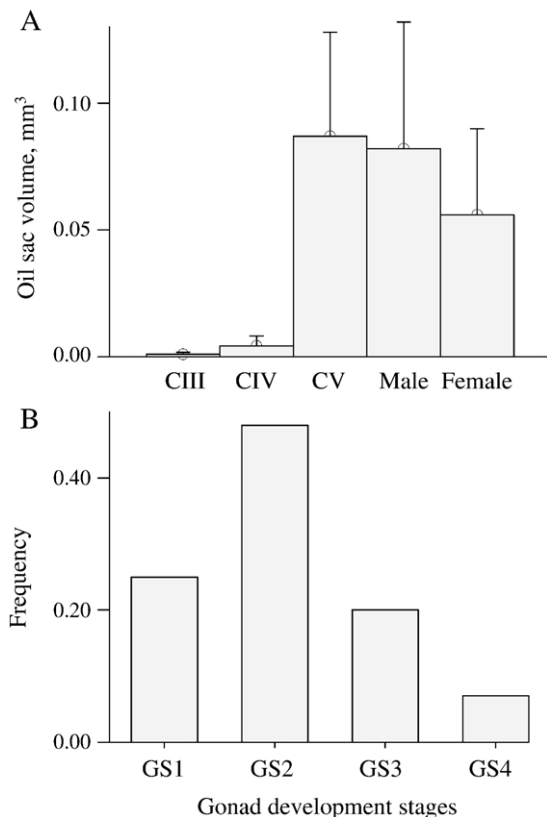 A
Oil sac volume, mm³
0.10
0.05
0.00
CIII CIV CV Male Female
B
Frequency
0.40
0.20
0.00
GS1 GS2 GS3 GS4
Gonad development stages